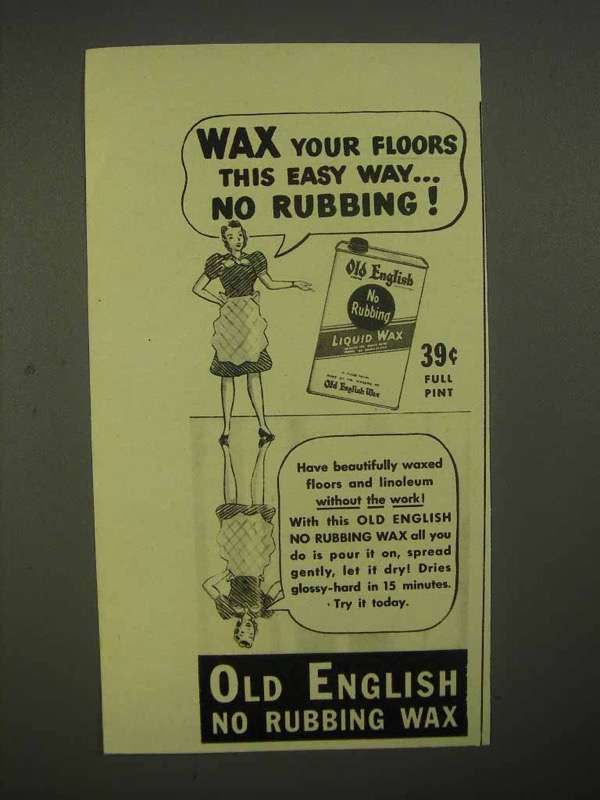 WAX YOUR FLOORS
THIS EASY WAY...
NO RUBBING!
Old English
No
Rubbing
LIQUID WAX
Old English Wax
39¢
FULL
PINT
Have beautifully waxed
floors and linoleum
without the work!
With this OLD ENGLISH
NO RUBBING WAX all you
do is pour it on, spread
gently, let it dry! Dries
glossy-hard in 15 minutes.
Try it today.
OLD ENGLISH
NO RUBBING WAX